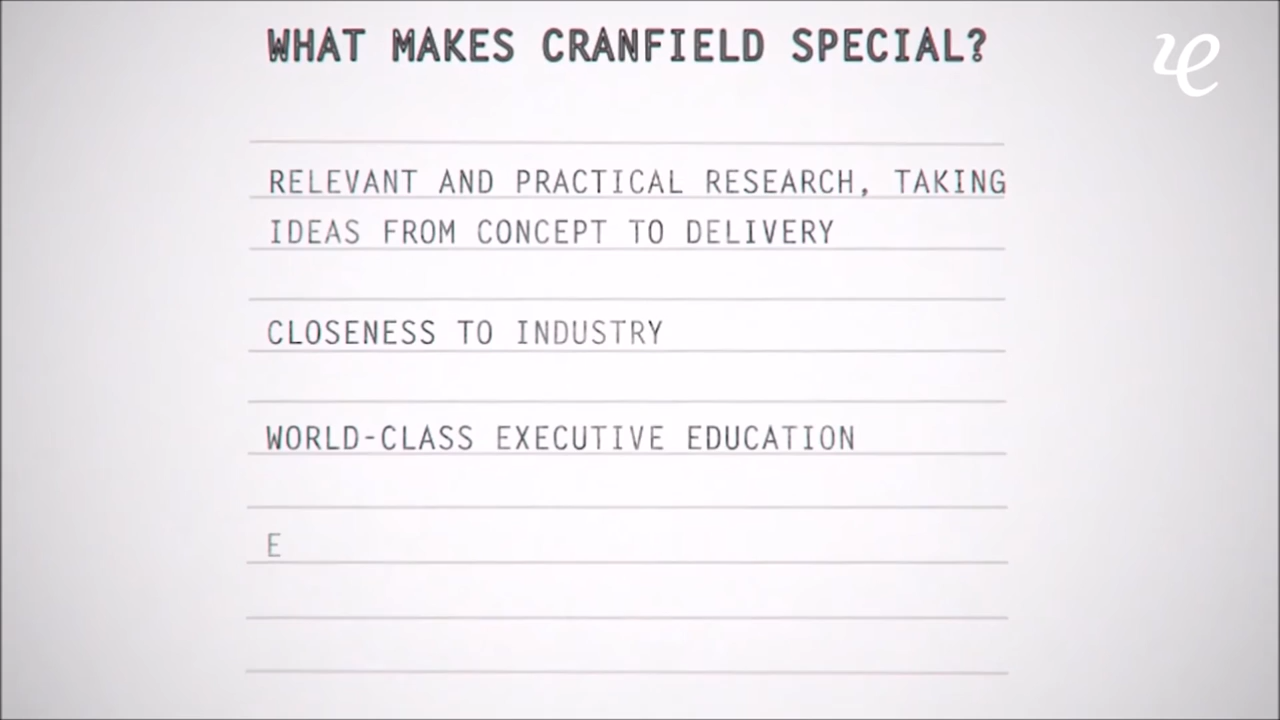 WHAT MAKES CRANFIELD SPECIAL?
RELEVANT AND PRACTICAL RESEARCH, TAKING
IDEAS FROM CONCEPT TO DELIVERY
CLOSENESS TO INDUSTRY
WORLD-CLASS EXECUTIVE EDUCATION
E